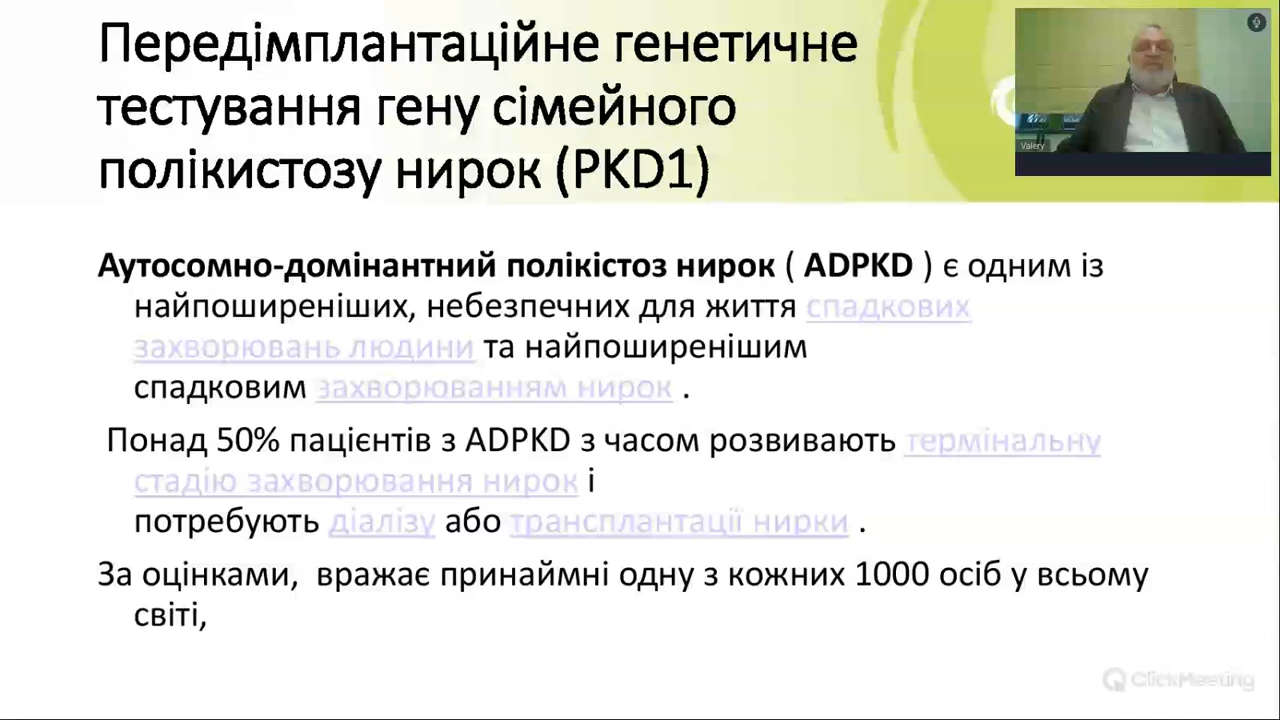 Передімплантаційне генетичне
тестування гену сімейного
полікистозу нирок (PKD1)
Valery
Аутосомно-домінантний полікістоз нирок ( ADPKD ) є одним із
найпоширеніших, небезпечних для життя спадкових
захворювань людини та найпоширенішим
спадковим захворюванням нирок .
Понад 50% пацієнтів з ADPKD з часом розвивають термінальну
стадію захворювання нирок і
потребують діалізу або трансплантації нирки .
За оцінками, вражає принаймні одну з кожних 1000 осіб у всьому
світі,
ClickMeeting